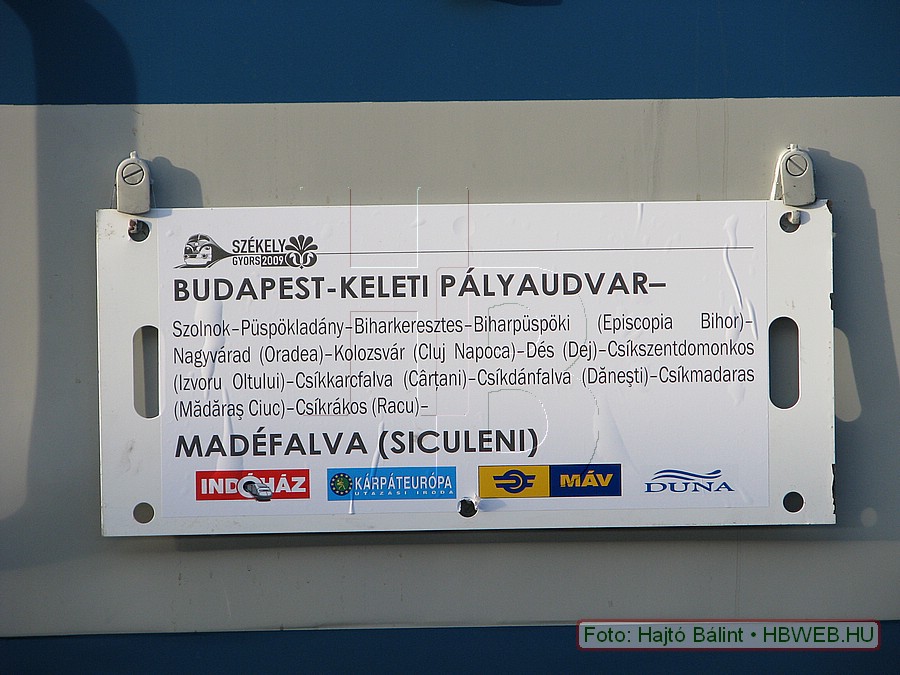 SZÉKELY
GYORS 2009
BUDAPEST-KELETI PÁLYAUDVAR–
Szolnok–Püspökladány–Biharkeresztes–Biharpüspöki (Episcopia Bihor)–
Nagyvárad (Oradea)–Kolozsvár (Cluj Napoca)–Dés (Dej)–Csíkszentdomonkos
(Izvoru Oltului)–Csíkkarcfalva (Cârţani)–Csíkdánfalva (Dăneşti)–Csíkmadaras
(Mădăraş Ciuc)–Csíkrákos (Racu)–
MADÉFALVA (SICULENI)
INDÓHÁZ KÁRPÁTEURÓPA MÁV DUNA
UTAZÁSI IRODA
Foto: Hajtó Bálint • HBWEB.HU